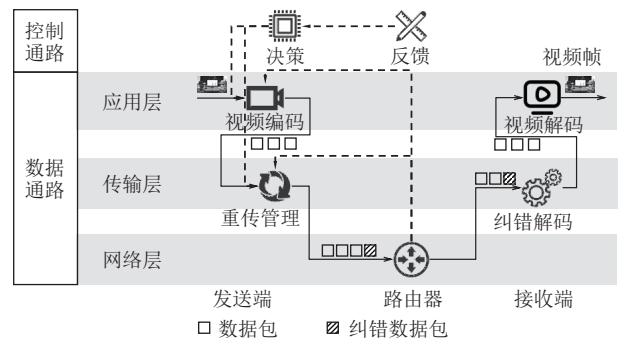 控制
通路
决策
反馈
视频帧
应用层
视频编码
视频解码
数据
通路
传输层
重传管理
纠错解码
网络层
发送端
路由器
接收端
数据包
纠错数据包